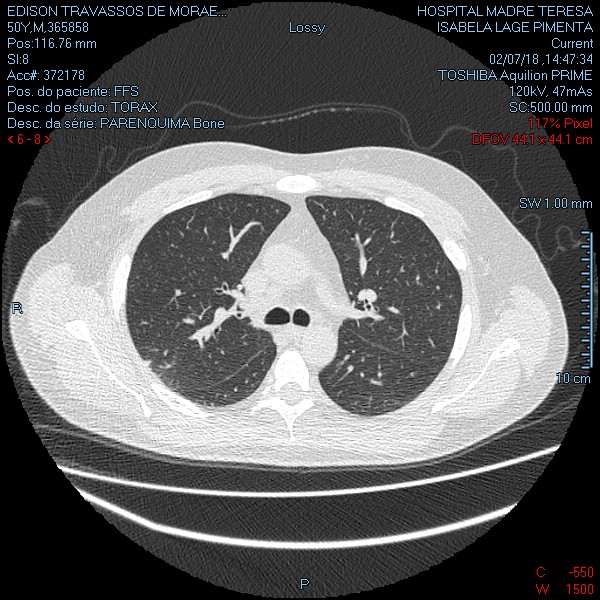 EDISON TRAVASSOS DE MORAE...
50Y,M,365858
Pos:116.76 mm
SI:8
Acc#: 372178
Pos. do paciente: FFS
Desc. do estudo: TORAX
Desc. da série: PARENQUIMA Bone
< 6 - 8 >
Lossy
HOSPITAL MADRE TERESA
ISABELA LAGE PIMENTA
Current
02/07/18 ,14:47:34
TOSHIBA Aquilion PRIME
120kV, 47mAs
SC:500.00 mm
117% Pixel
DFOV 44.1 x 44.1 cm
SW 1.00 mm
R
10 cm
P
C -550
W 1500